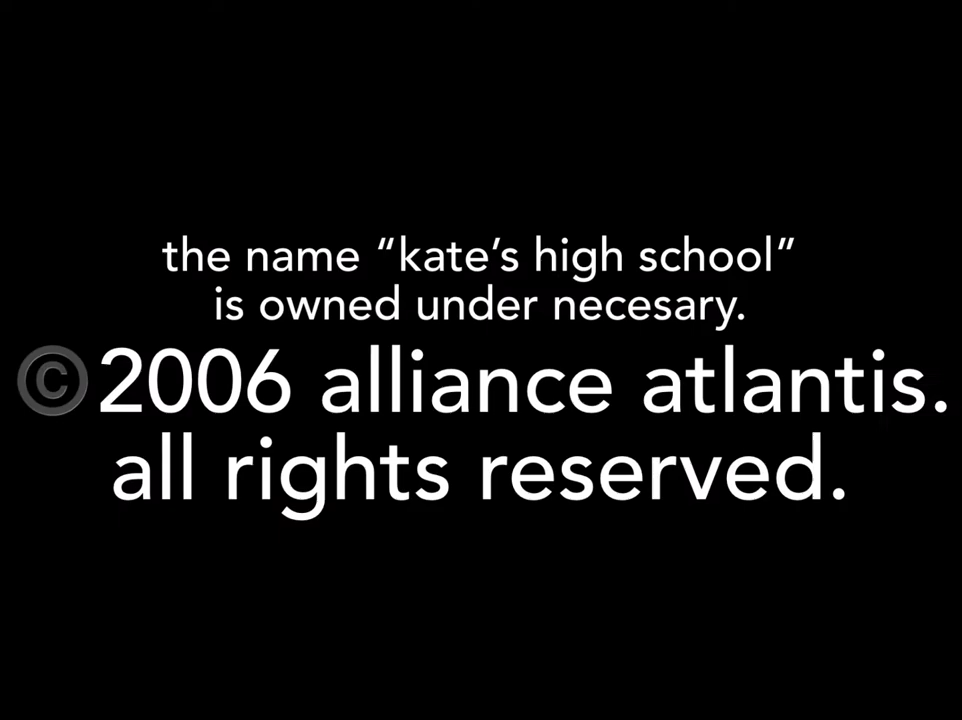 the name “kate’s high school”
is owned under necesary.
©2006 alliance atlantis.
all rights reserved.